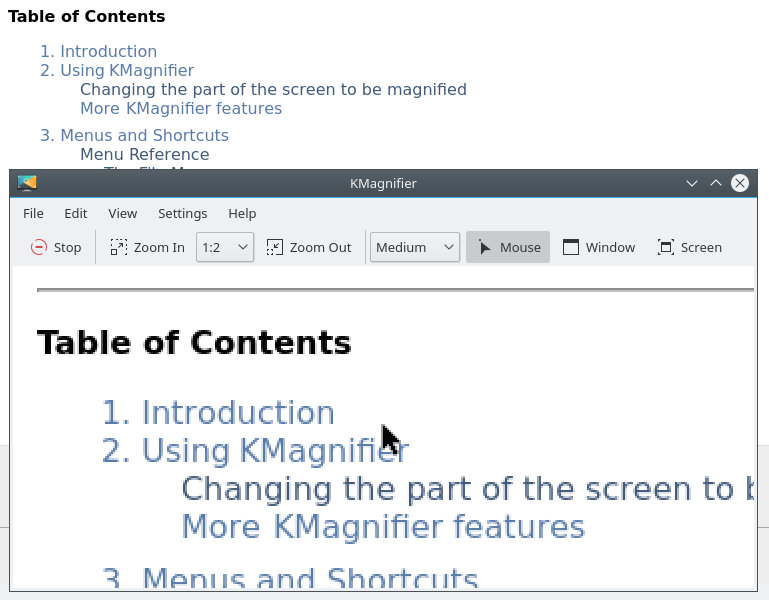 Table of Contents
1. Introduction
2. Using KMagnifier
Changing the part of the screen to be magnified
More KMagnifier features
3. Menus and Shortcuts
Menu Reference
KMagnifier
File Edit View Settings Help
Stop Zoom In 1:2 Zoom Out Medium Mouse Window Screen
Table of Contents
1. Introduction
2. Using KMagnifier
Changing the part of the screen to
More KMagnifier features
3. Menus and Shortcuts